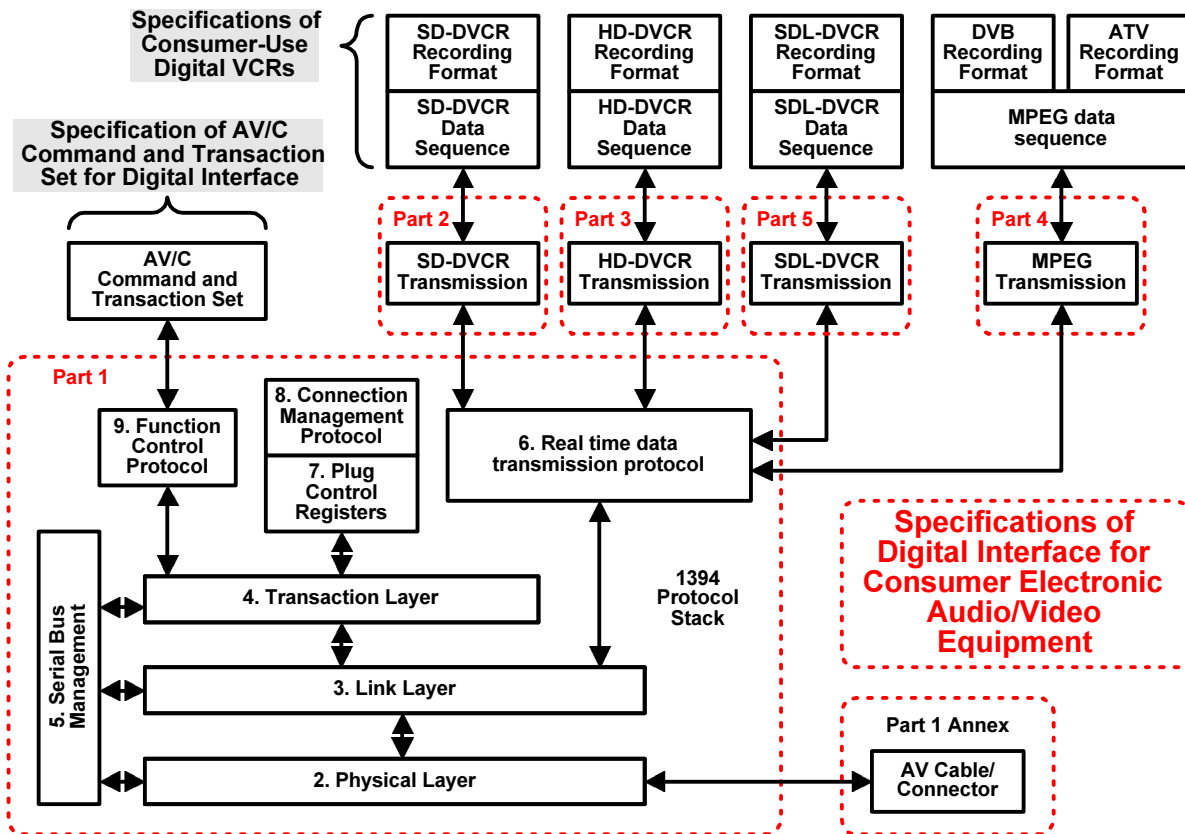 Specifications of
Consumer-Use
Digital VCRs
SD-DVCR
Recording
Format
HD-DVCR
Recording
Format
SDL-DVCR
Recording
Format
DVB
Recording
Format
ATV
Recording
Format
SD-DVCR
Data
Sequence
HD-DVCR
Data
Sequence
SDL-DVCR
Data
Sequence
MPEG data
sequence
Specification of AV/C
Command and Transaction
Set for Digital Interface
Part 2
Part 3
Part 5
Part 4
AV/C
Command and
Transaction Set
SD-DVCR
Transmission
HD-DVCR
Transmission
SDL-DVCR
Transmission
MPEG
Transmission
Part 1
9. Function
Control
Protocol
8. Connection
Management
Protocol
7. Plug
Control
Registers
6. Real time data
transmission protocol
Specifications of
Digital Interface for
Consumer Electronic
Audio/Video
Equipment
5. Serial Bus
Management
4. Transaction Layer
1394
Protocol
Stack
3. Link Layer
2. Physical Layer
Part 1 Annex
AV Cable/
Connector